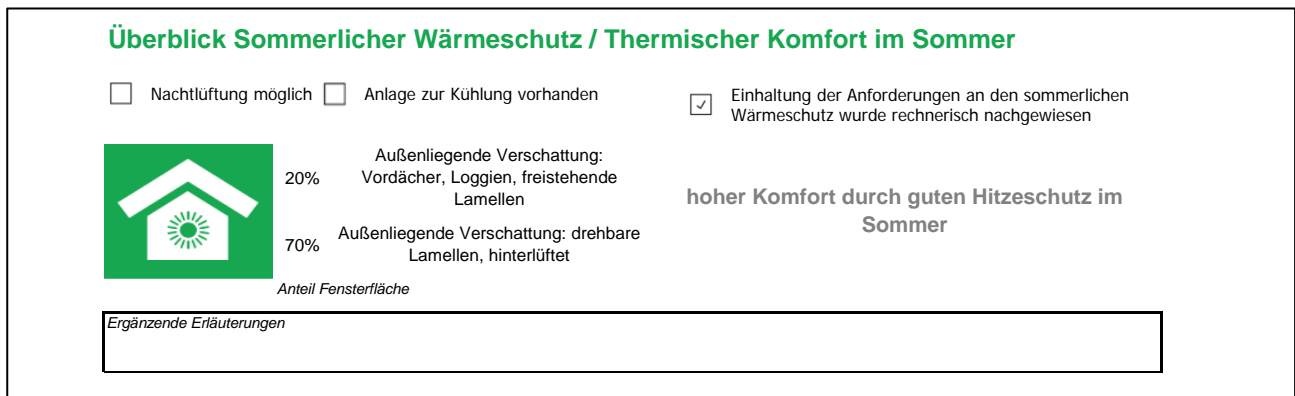 Überblick Sommerlicher Wärmeschutz / Thermischer Komfort im Sommer
Nachtlüftung möglich Anlage zur Kühlung vorhanden
Einhaltung der Anforderungen an den sommerlichen
Wärmeschutz wurde rechnerisch nachgewiesen
20%
Außenliegende Verschattung:
Vordächer, Loggien, freistehende
Lamellen
70%
Außenliegende Verschattung: drehbare
Lamellen, hinterlüftet
Anteil Fensterfläche
hoher Komfort durch guten Hitzeschutz im
Sommer
Ergänzende Erläuterungen